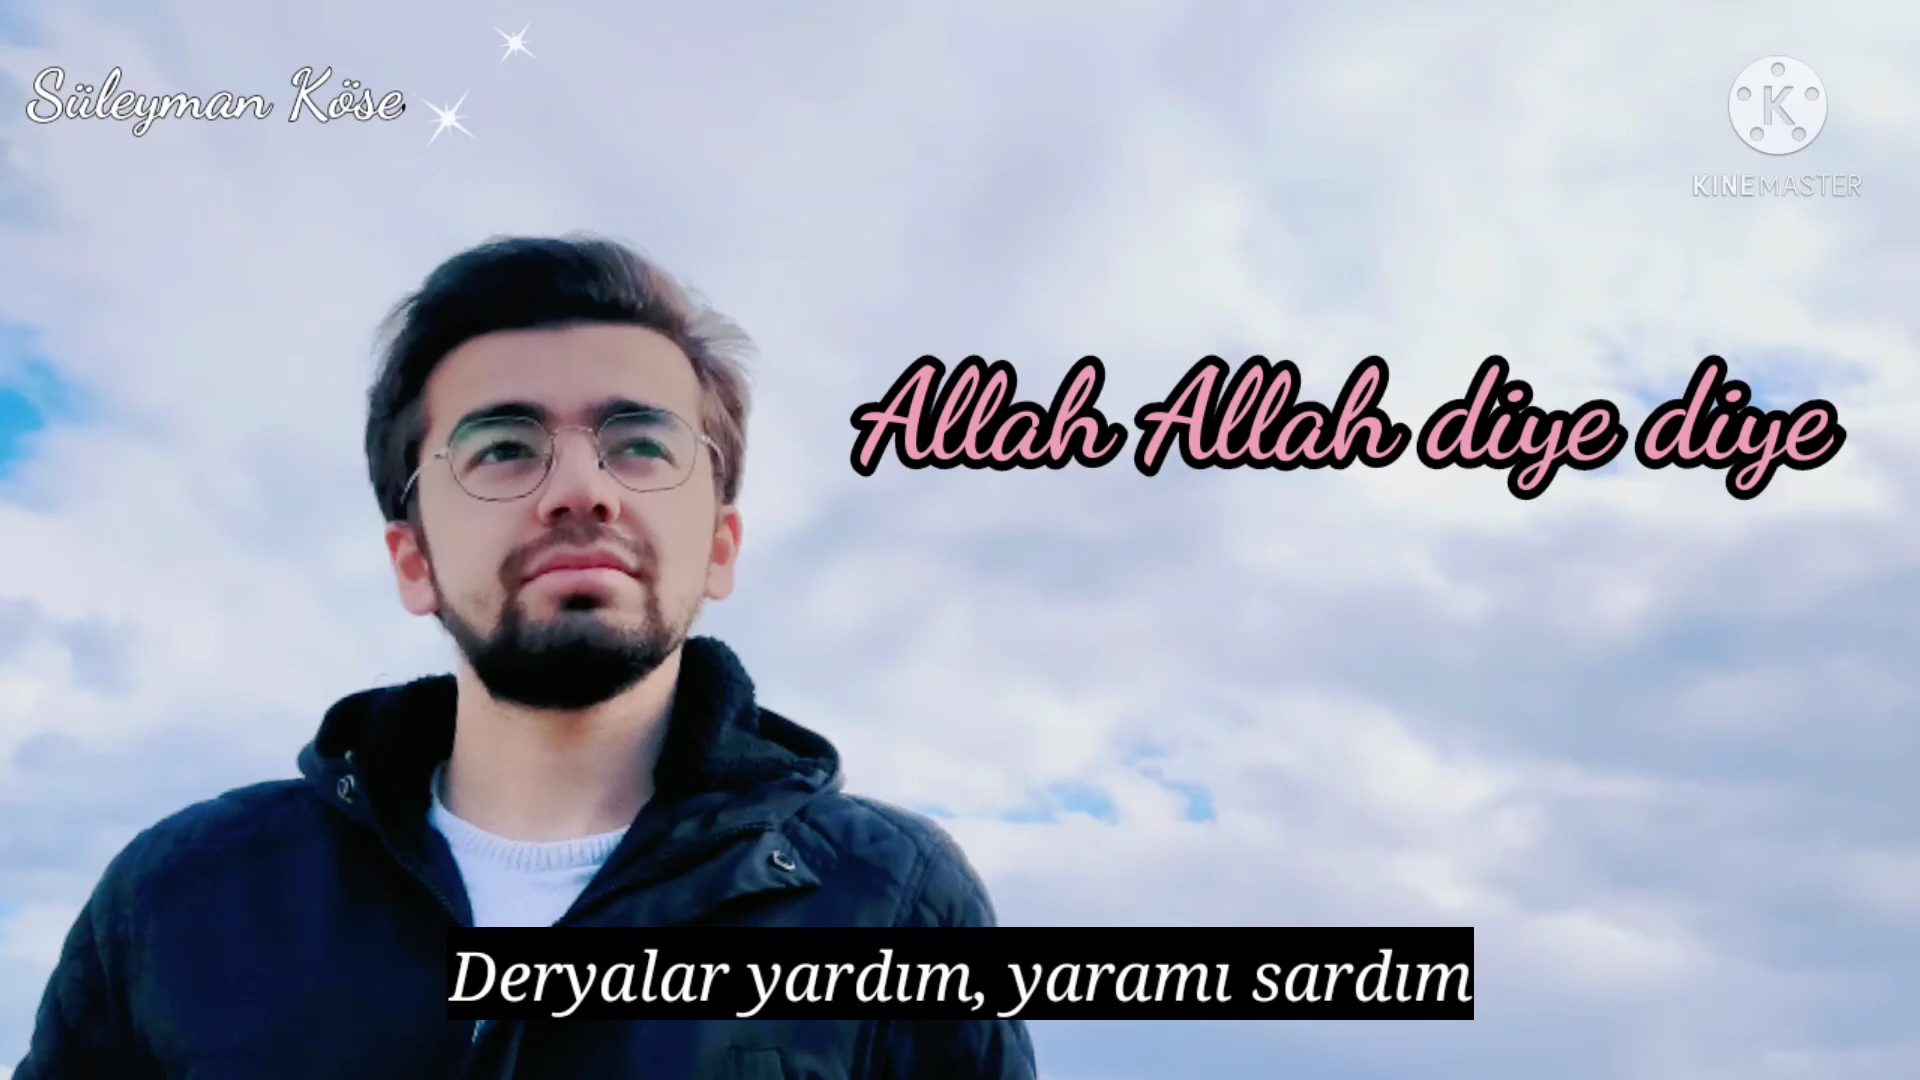 Süleyman Köse
KINEMASTER
Allah Allah diye diye
Deryalar yardım, yaramı sardım